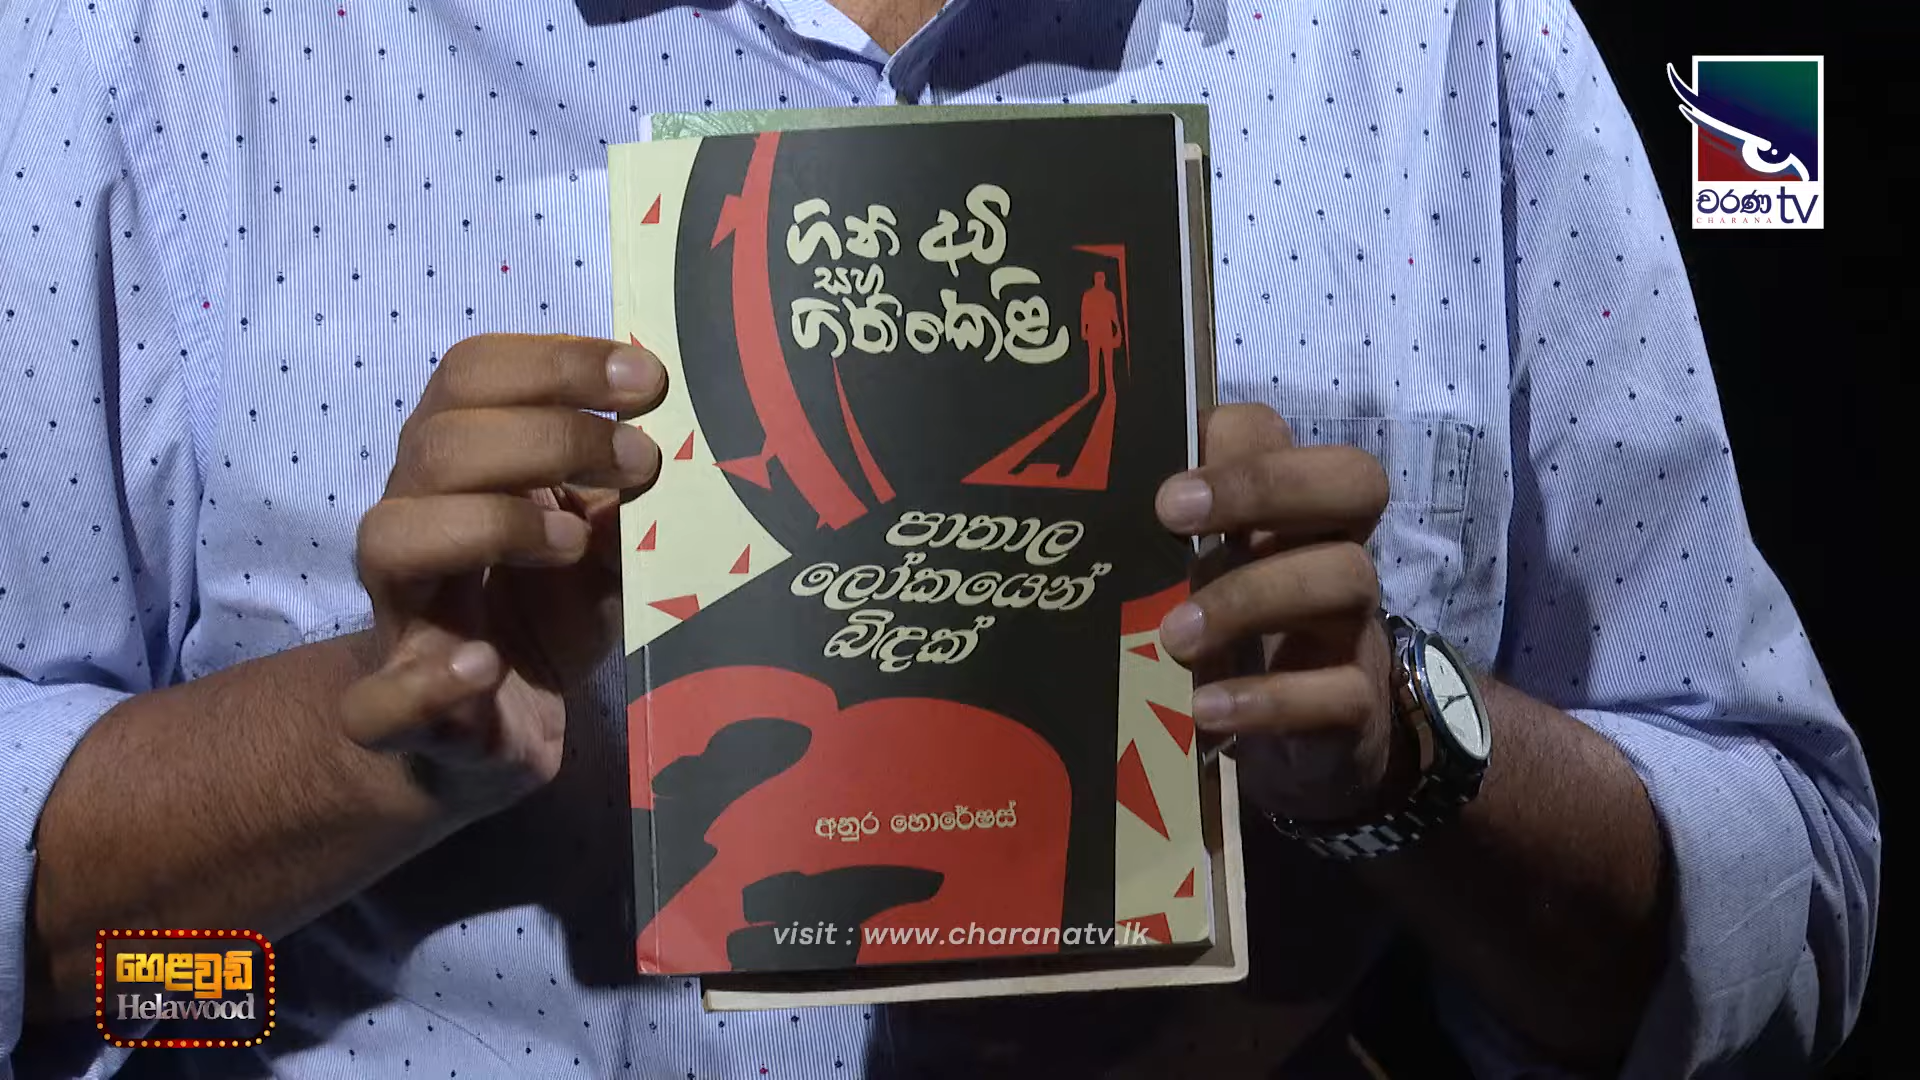 ගිනි අවි
සහ
ගිනිකෙළි
පාතාල
ලෝකයෙන්
බිඳක්
අනුර හොරේෂස්
චරණ tv
CHARANA
හෙළවුඩ්
Helawood
visit : www.charanatv.lk